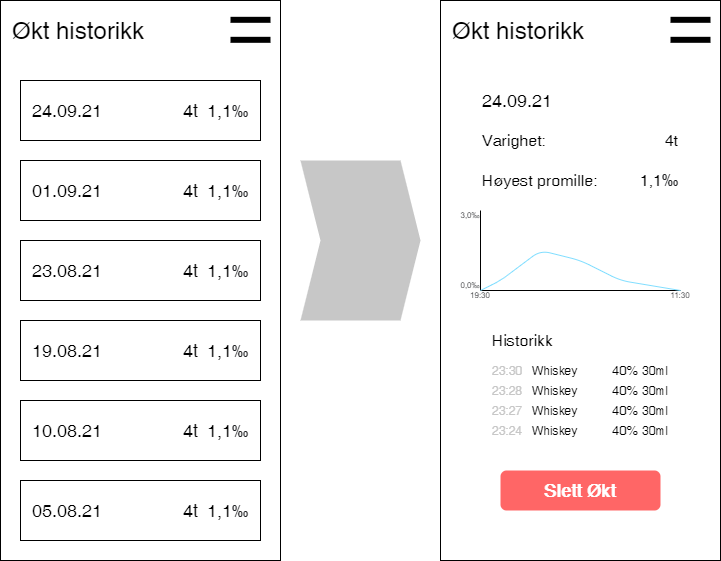 Økt historikk
24.09.21 4t 1,1‰
01.09.21 4t 1,1‰
23.08.21 4t 1,1‰
19.08.21 4t 1,1‰
10.08.21 4t 1,1‰
05.08.21 4t 1,1‰
Økt historikk
24.09.21
Varighet: 4t
Høyest promille: 1,1‰
3,0‰
0,0‰
19:30 11:30
Historikk
23:30 Whiskey 40% 30ml
23:28 Whiskey 40% 30ml
23:27 Whiskey 40% 30ml
23:24 Whiskey 40% 30ml
Slett Økt